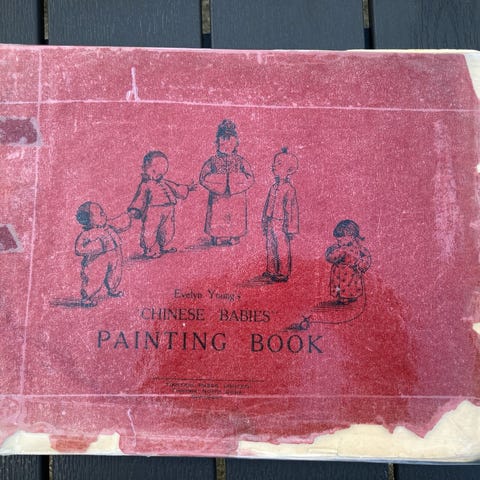 Evelyn Young's
"CHINESE BABIES"
PAINTING BOOK